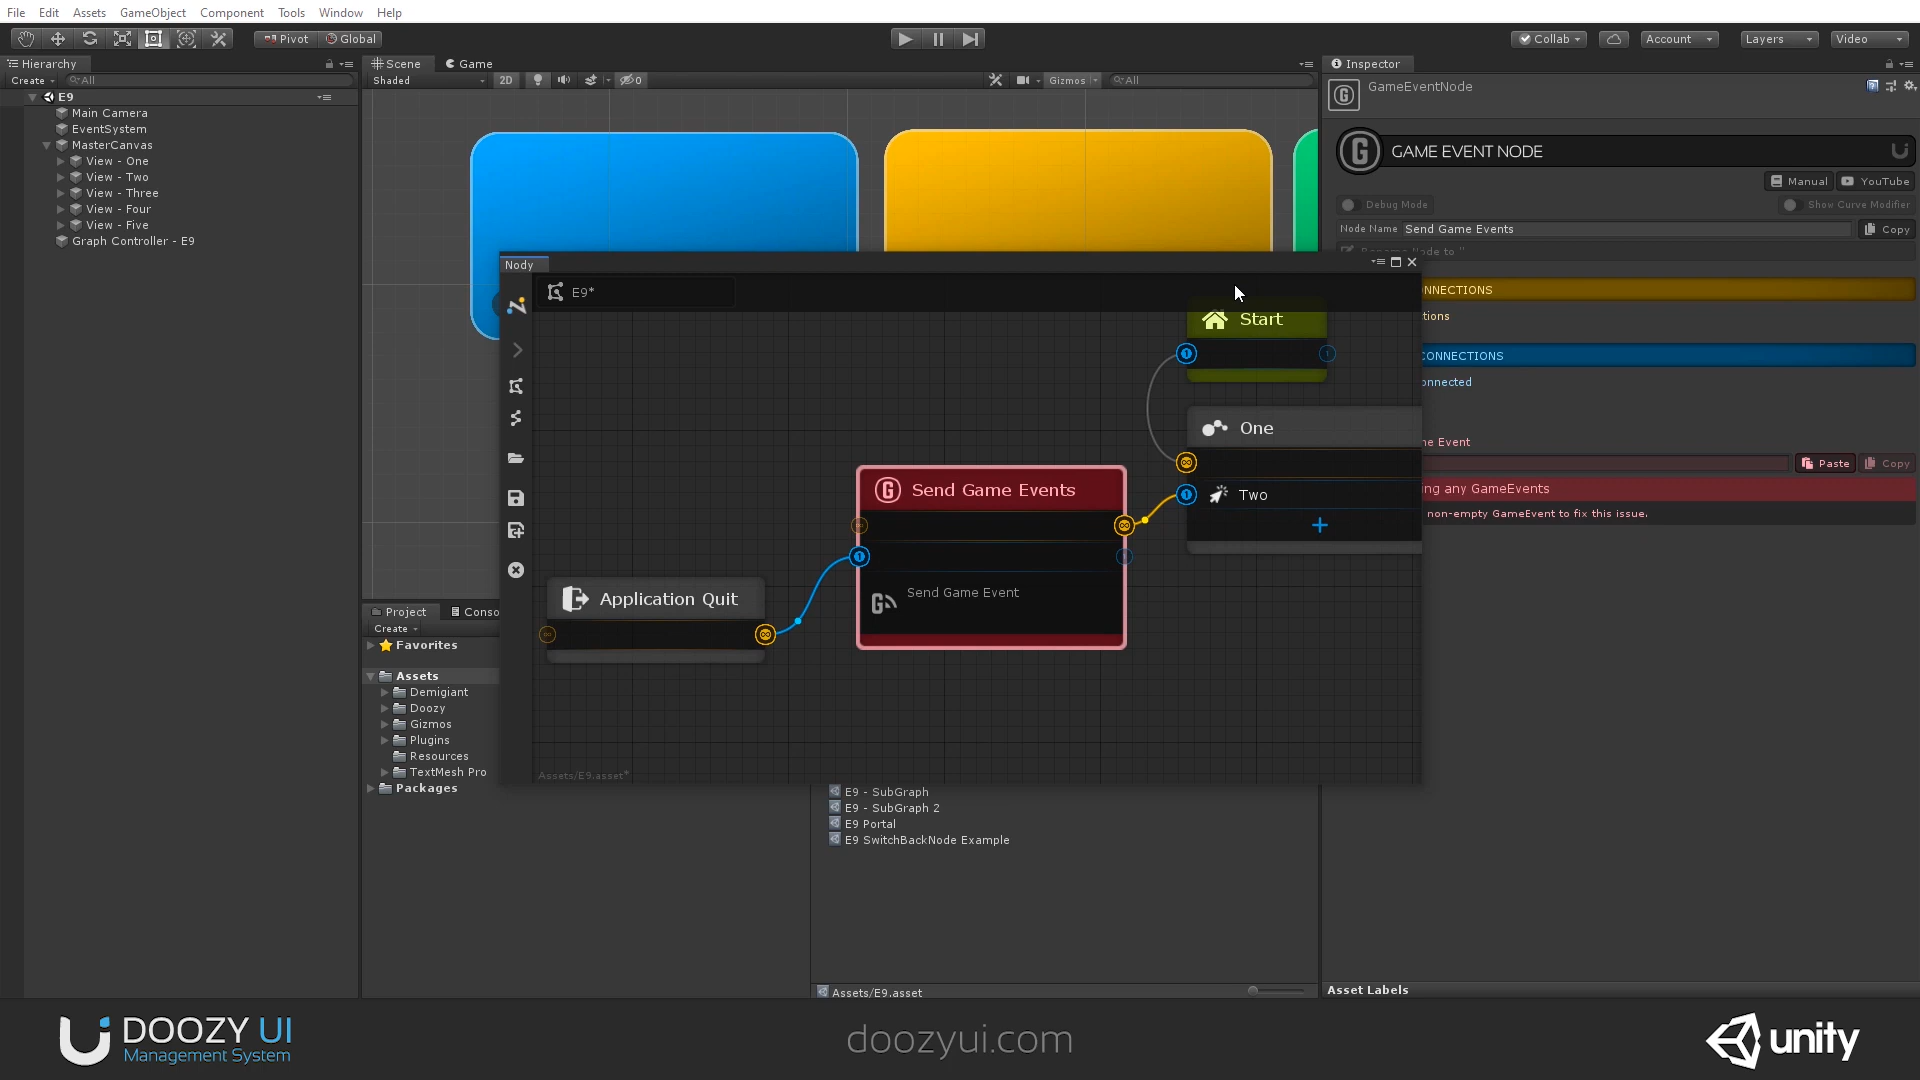 File Edit Assets GameObject Component Tools Window Help
Pivot Global Collab Account Layers Video
Hierarchy Scene Game Inspector
Create All Shaded 2D 0 Gizmos All
GameEventNode
E9
Main Camera
EventSystem
MasterCanvas
View - One
View - Two
View - Three
View - Four
View - Five
Graph Controller - E9
GAME EVENT NODE
Manual YouTube
Debug Mode Show Curve Modifier
Node Name Send Game Events Copy
Nody
E9*
NNECTIONS
tions
CONNECTIONS
onnected
ne Event
Paste Copy
ng any GameEvents
non-empty GameEvent to fix this issue.
Start
One
Two
Send Game Events
Send Game Event
Application Quit
Assets/E9.asset*
Project Conso
Create
Favorites
Assets
Demigiant
Doozy
Gizmos
Plugins
Resources
TextMesh Pro
Packages
E9 - SubGraph
E9 - SubGraph 2
E9 Portal
E9 SwitchBackNode Example
Assets/E9.asset
Asset Labels
DOOZY UI
Management System
doozyui.com
unity